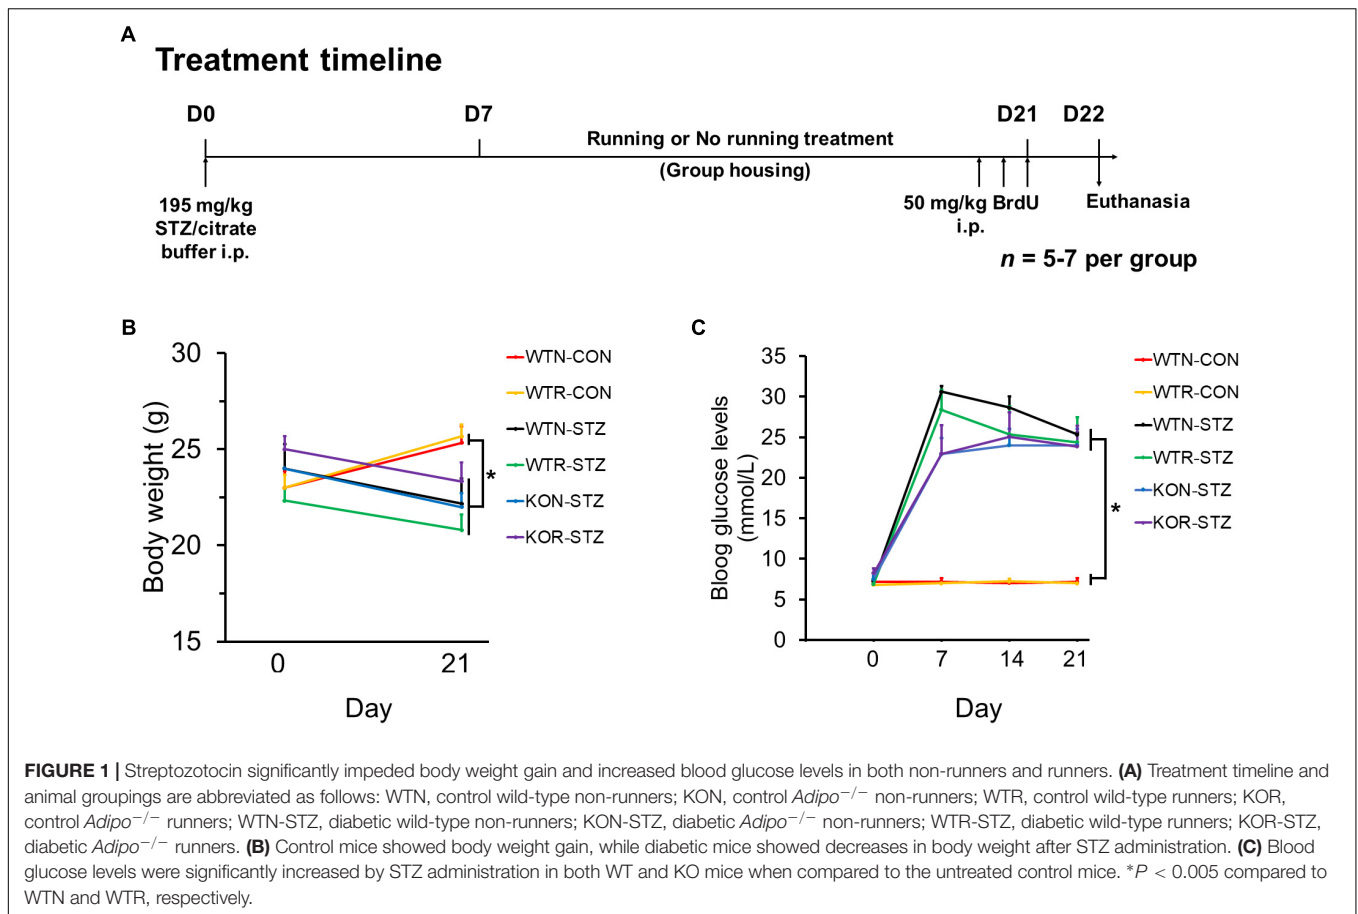 A
Treatment timeline
D0
D7
D21
D22
Running or No running treatment
(Group housing)
195 mg/kg
STZ/citrate
buffer i.p.
50 mg/kg BrdU
i.p.
Euthanasia
n = 5-7 per group
B
30
25
20
15
Body weight (g)
0
21
Day
*
WTN-CON
WTR-CON
WTN-STZ
WTR-STZ
KON-STZ
KOR-STZ
C
35
30
25
20
15
10
5
0
Bloog glucose levels
(mmol/L)
0
7
14
21
Day
*
WTN-CON
WTR-CON
WTN-STZ
WTR-STZ
KON-STZ
KOR-STZ
FIGURE 1 | Streptozotocin significantly impeded body weight gain and increased blood glucose levels in both non-runners and runners. (A) Treatment timeline and
animal groupings are abbreviated as follows: WTN, control wild-type non-runners; KON, control Adipo−/− non-runners; WTR, control wild-type runners; KOR,
control Adipo−/− runners; WTN-STZ, diabetic wild-type non-runners; KON-STZ, diabetic Adipo−/− non-runners; WTR-STZ, diabetic wild-type runners; KOR-STZ,
diabetic Adipo−/− runners. (B) Control mice showed body weight gain, while diabetic mice showed decreases in body weight after STZ administration. (C) Blood
glucose levels were significantly increased by STZ administration in both WT and KO mice when compared to the untreated control mice. *P < 0.005 compared to
WTN and WTR, respectively.